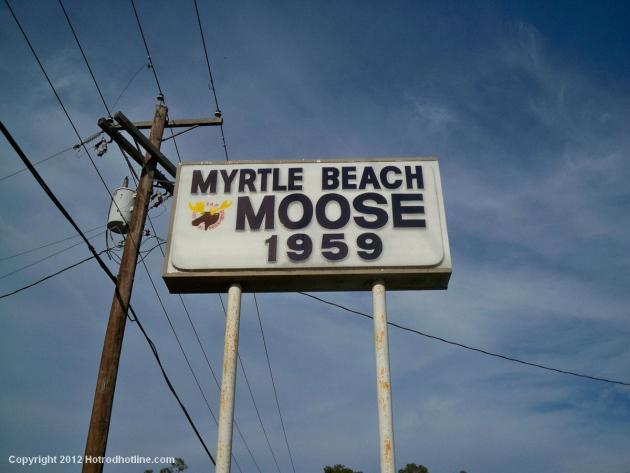 MYRTLE BEACH
MOOSE
1959
Copyright 2012 Hotrodhotline.com